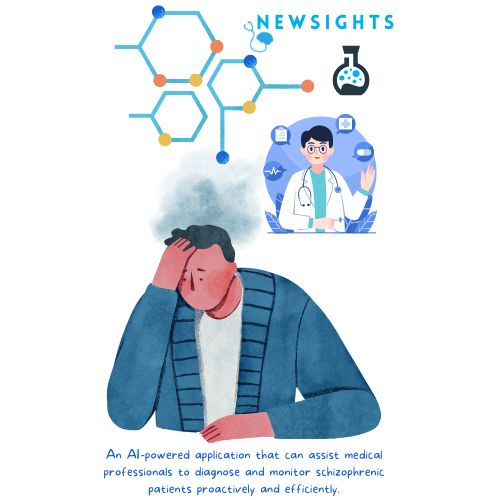 NEWSIGHTS
An AI-powered application that can assist medical
professionals to diagnose and monitor schizophrenic
patients proactively and efficiently.